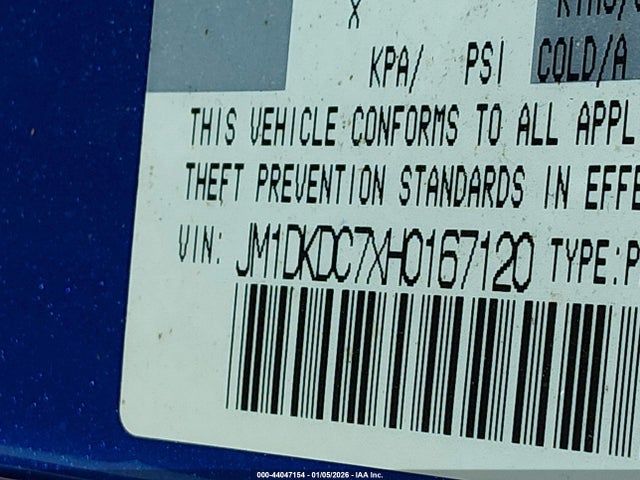 X
KPA/ PSI COLD/A
THIS VEHICLE CONFORMS TO ALL APPL
THEFT PREVENTION STANDARDS IN EFFE
VIN: JM1DKDC7XH0167120 TYPE:P
000-44047154 - 01/05/2026 - IAA Inc.